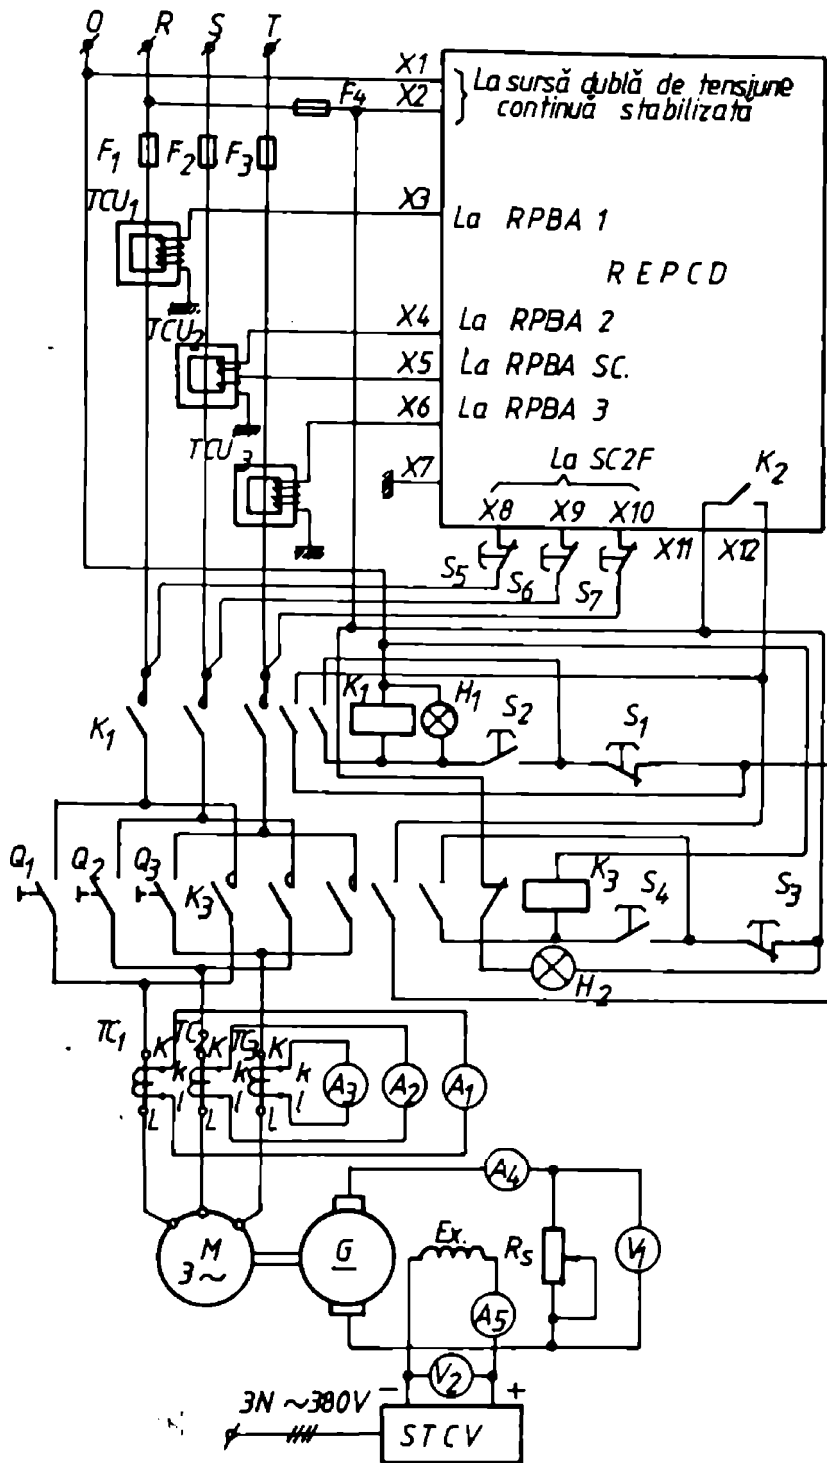 O R S T
X1
X2
La sursă dublă de tensiune
continuă stabilizata
F4
F1 F2 F3
TCU1
X3
La RPBA 1
REPCD
TCU2
X4 La RPBA 2
X5 La RPBA SC.
X6 La RPBA 3
TCU3
X7
La SC2F
K2
X8 X9 X10
X11 X12
S5 S6 S7
K1
K1 H1 S2 S1
Q1 Q2 Q3 K3
K3 S4 S3
H2
TC1 TC2 TC3
K K K
k k k
l l l
L L L
A3 A2 A1
A4
M
3~
G
Ex.
Rs
V1
A5
V2
- +
3N ~380V
STCV